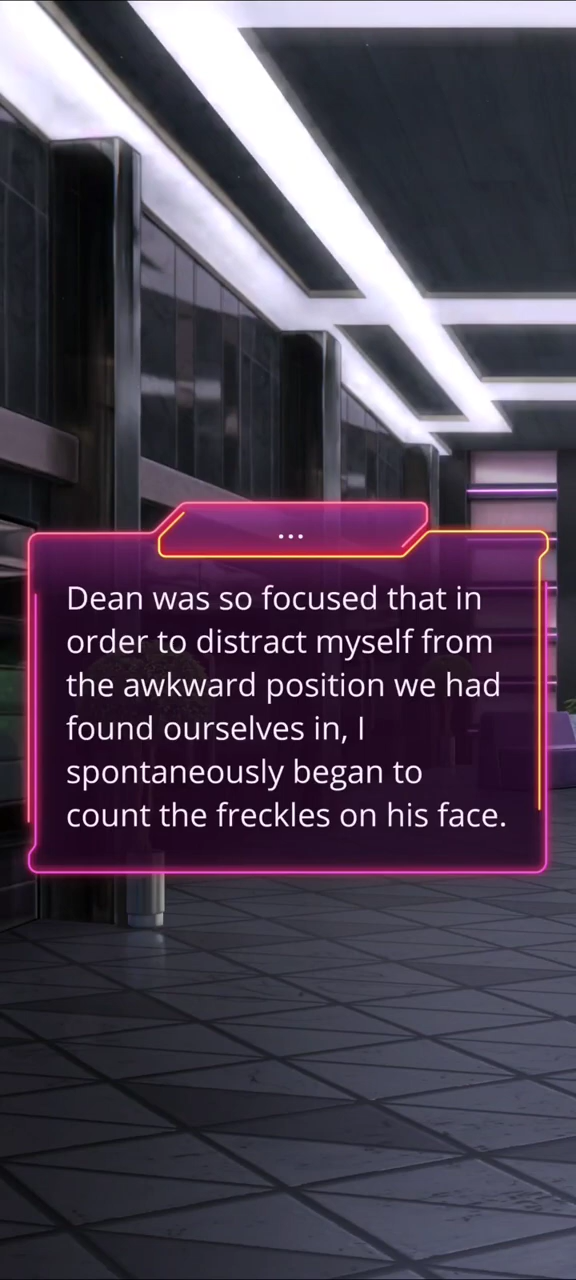 ...
Dean was so focused that in
order to distract myself from
the awkward position we had
found ourselves in, I
spontaneously began to
count the freckles on his face.